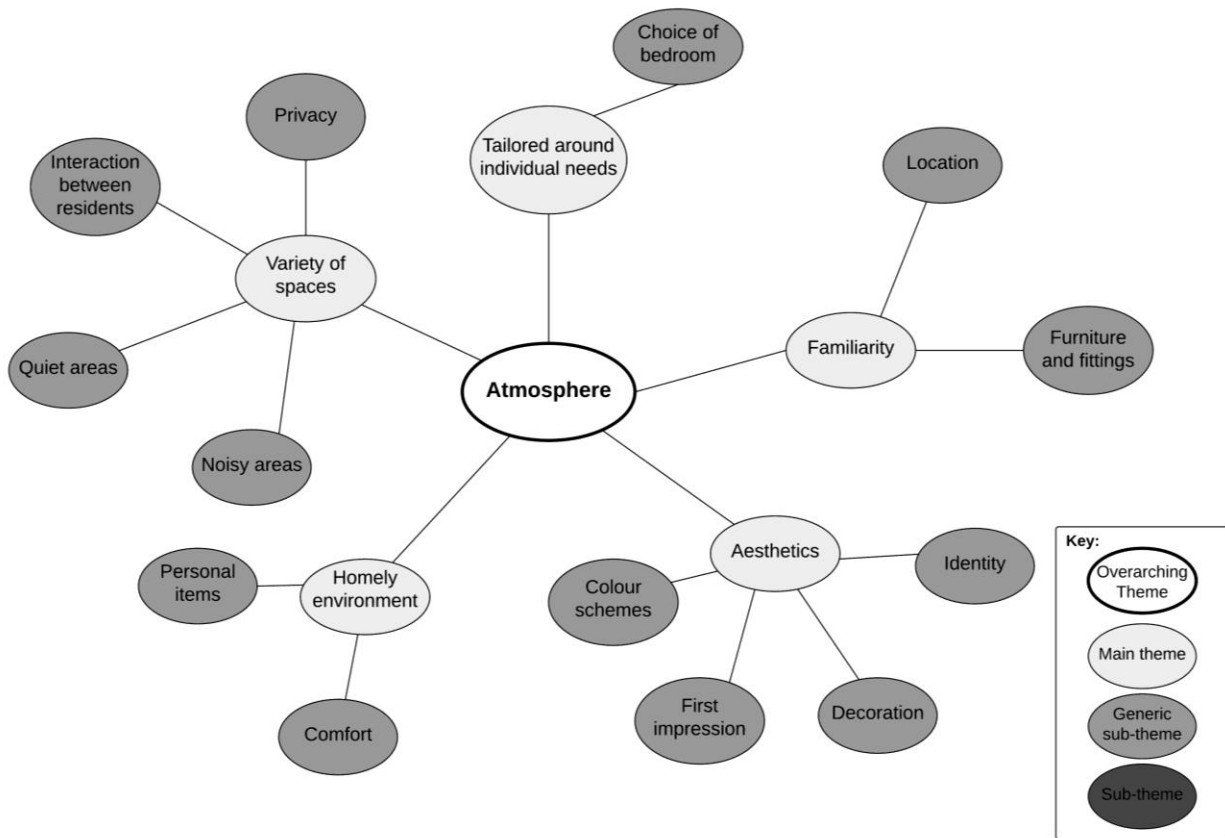 Choice of
bedroom
Privacy
Tailored around
individual needs
Interaction
between
residents
Location
Variety of
spaces
Quiet areas
Familiarity
Furniture
and fittings
Atmosphere
Noisy areas
Personal
items
Homely
environment
Comfort
Aesthetics
Identity
Colour
schemes
First
impression
Decoration
Key:
Overarching
Theme
Main theme
Generic
sub-theme
Sub-theme